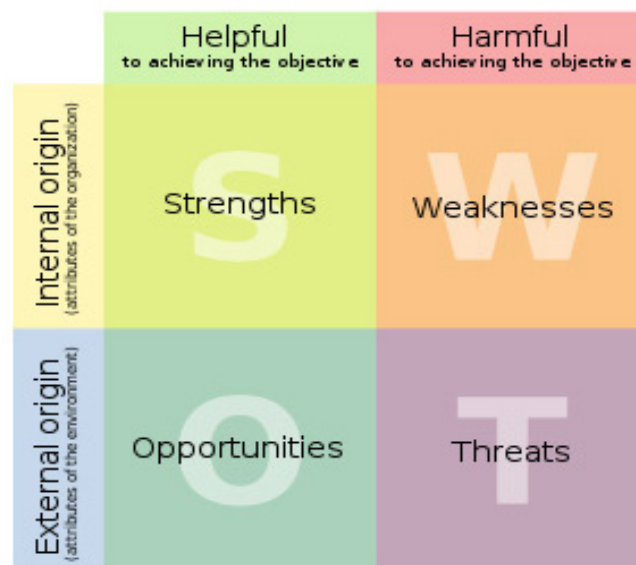 Helpful
to achieving the objective
Harmful
to achieving the objective
Internal origin
(attributes of the organization)
S
Strengths
W
Weaknesses
External origin
(attributes of the environment)
O
Opportunities
T
Threats